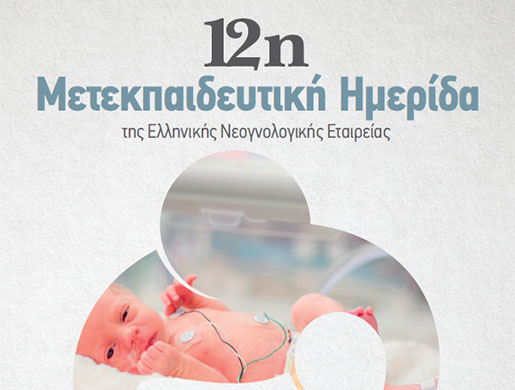 12η
Μετεκπαιδευτική Ημερίδα
της Ελληνικής Νεογνολογικής Εταιρείας